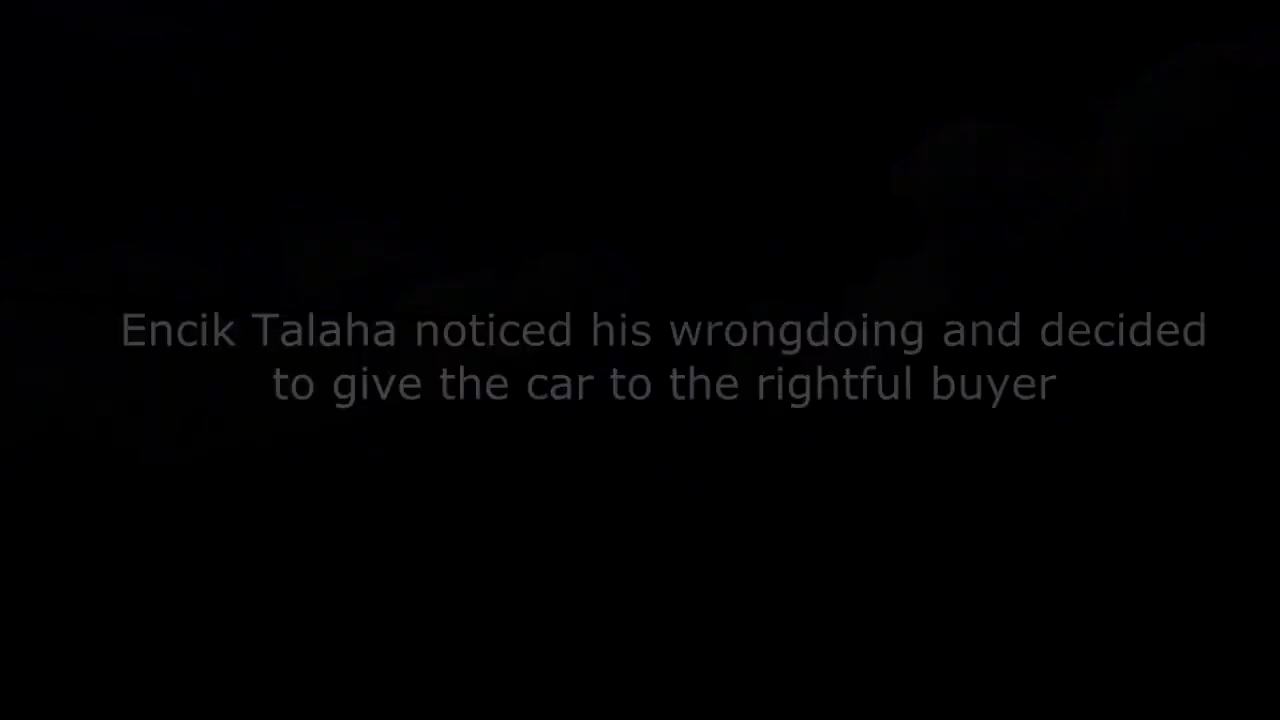 Encik Talaha noticed his wrongdoing and decided
to give the car to the rightful buyer